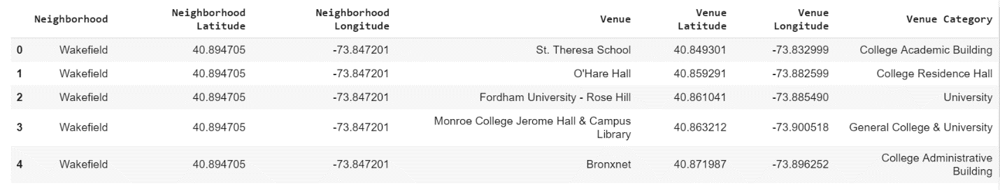 Neighborhood Neighborhood Latitude Neighborhood Longitude Venue Venue Latitude Venue Longitude Venue Category
0 Wakefield 40.894705 -73.847201 St. Theresa School 40.849301 -73.832999 College Academic Building
1 Wakefield 40.894705 -73.847201 O'Hare Hall 40.859291 -73.882599 College Residence Hall
2 Wakefield 40.894705 -73.847201 Fordham University - Rose Hill 40.861041 -73.885490 University
3 Wakefield 40.894705 -73.847201 Monroe College Jerome Hall & Campus Library 40.863212 -73.900518 General College & University
4 Wakefield 40.894705 -73.847201 Bronxnet 40.871987 -73.896252 College Administrative Building